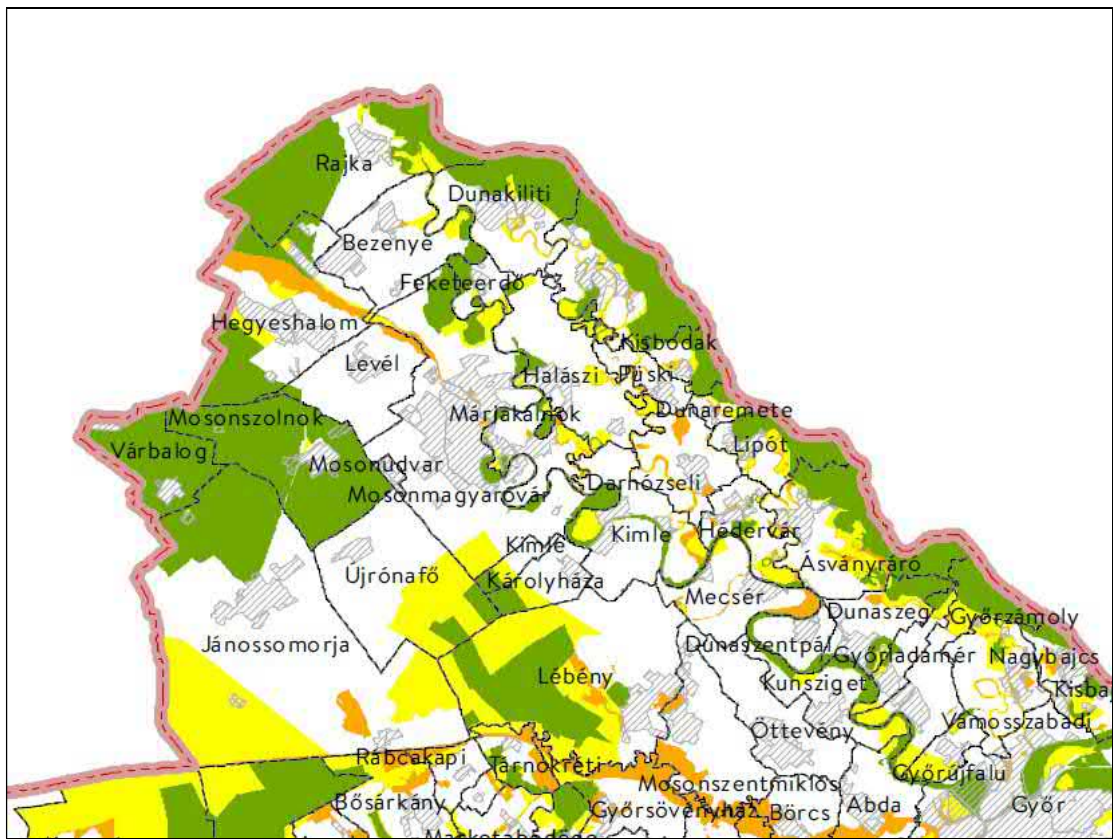 Rajka
Dunakiliti
Bezenye
Feketeerdő
Hegyeshalom
Kisbodak
Levél
Halászi
Püski
Mosonszolnok
Máriakálnok
Dunaremete
Várbalog
Lipót
Mosonudvar
Darnózseli
Mosonmagyaróvár
Kimle
Hédervár
Kimle
Ásványráró
Újrónafő
Károlyháza
Mecsér
Dunaszeg
Győrzámoly
Jánossomorja
Dunaszentpál
Győrladamér
Nagybajcs
Lébény
Kunsziget
Kisbaj
Vámosszabadi
Öttevény
Rábcakapi
Tárnokréti
Győrújfalu
Mosonszentmiklós
Bősárkány
Győrsövényház
Börcs
Abda
Győr